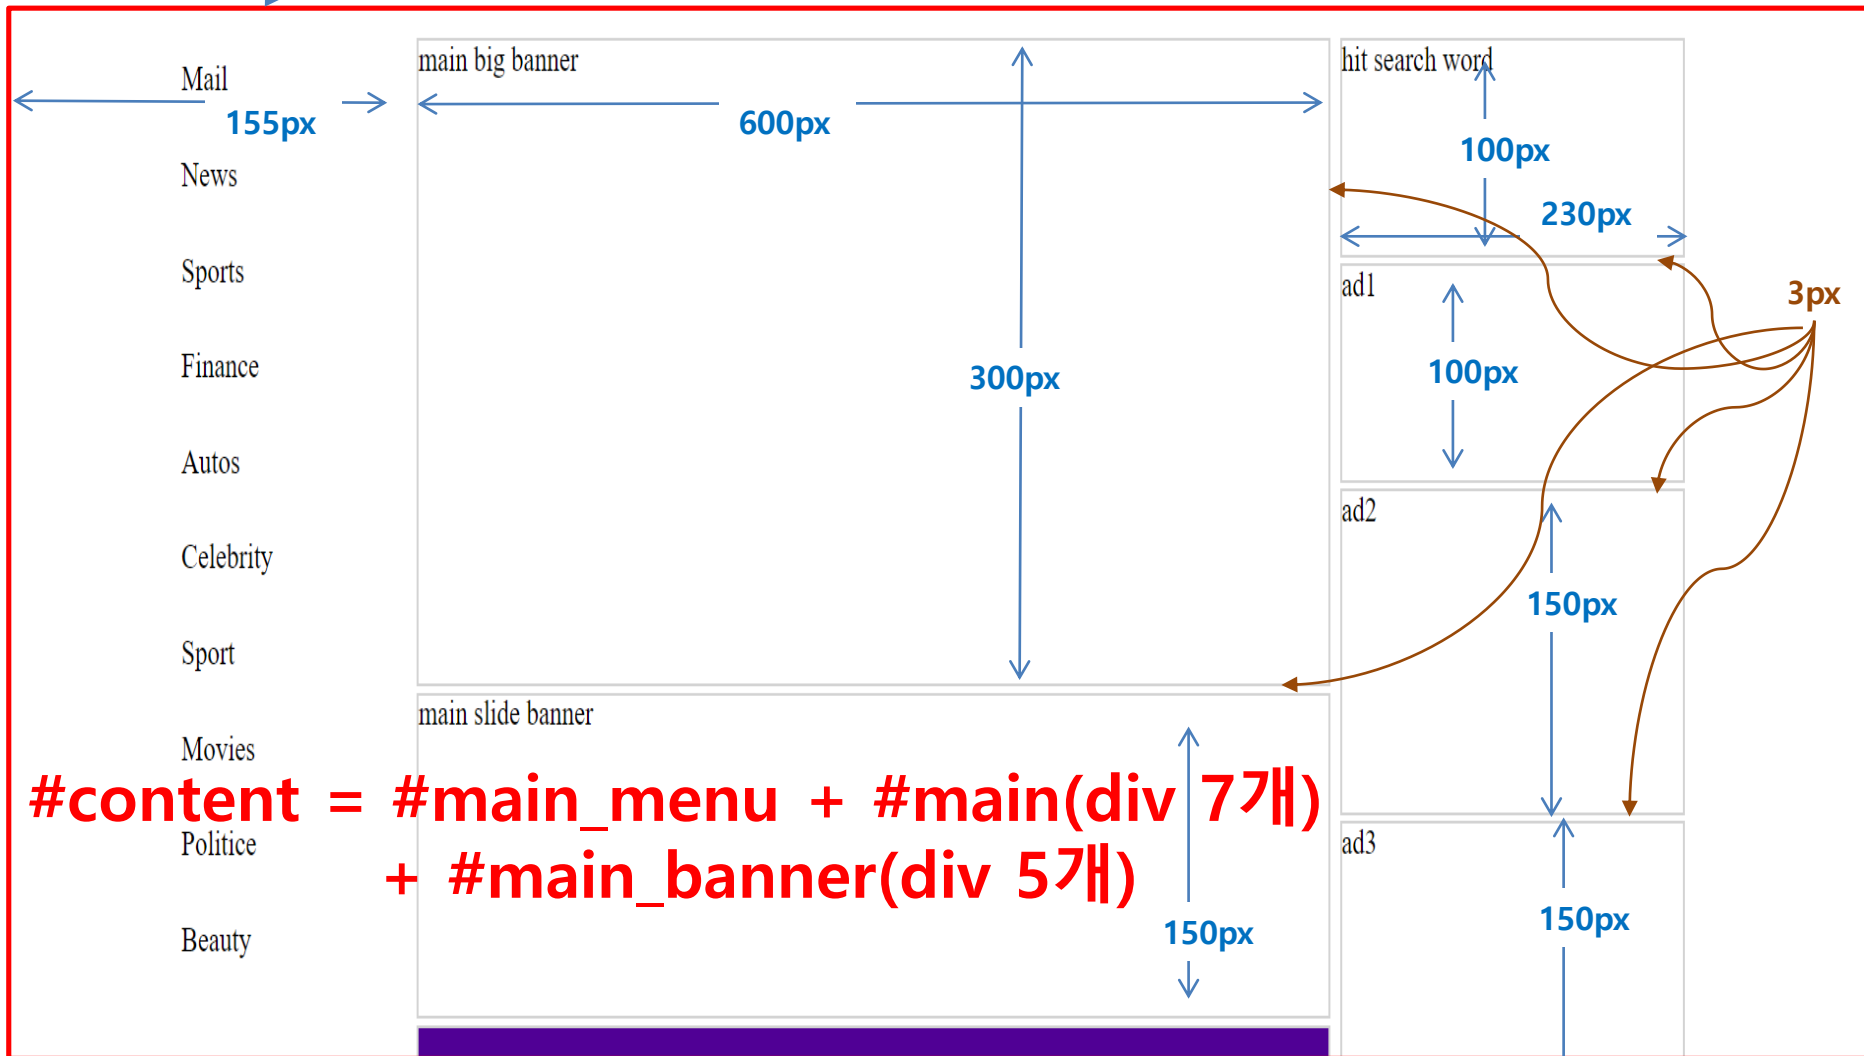 Mail
News
Sports
Finance
Autos
Celebrity
Sport
Movies
Politice
Beauty
155px
main big banner
600px
300px
main slide banner
150px
hit search word
100px
230px
ad1
100px
3px
ad2
150px
ad3
150px
#content = #main_menu + #main(div 7개)
+ #main_banner(div 5개)